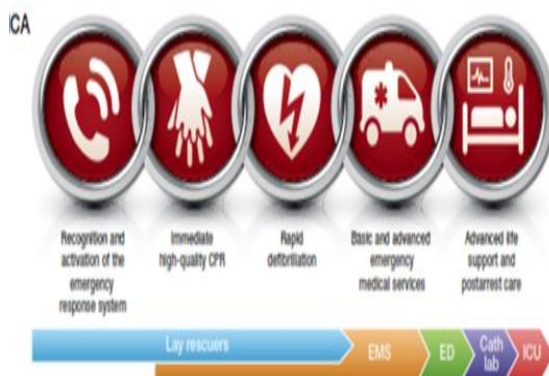 CA
Recognition and
activation of the
emergency
response system
Immediate
high-quality CPR
Rapid
defibrillation
Basic and advanced
emergency
medical services
Advanced life
support and
postarrest care
Lay rescuers
EMS
ED
Cath
lab
ICU